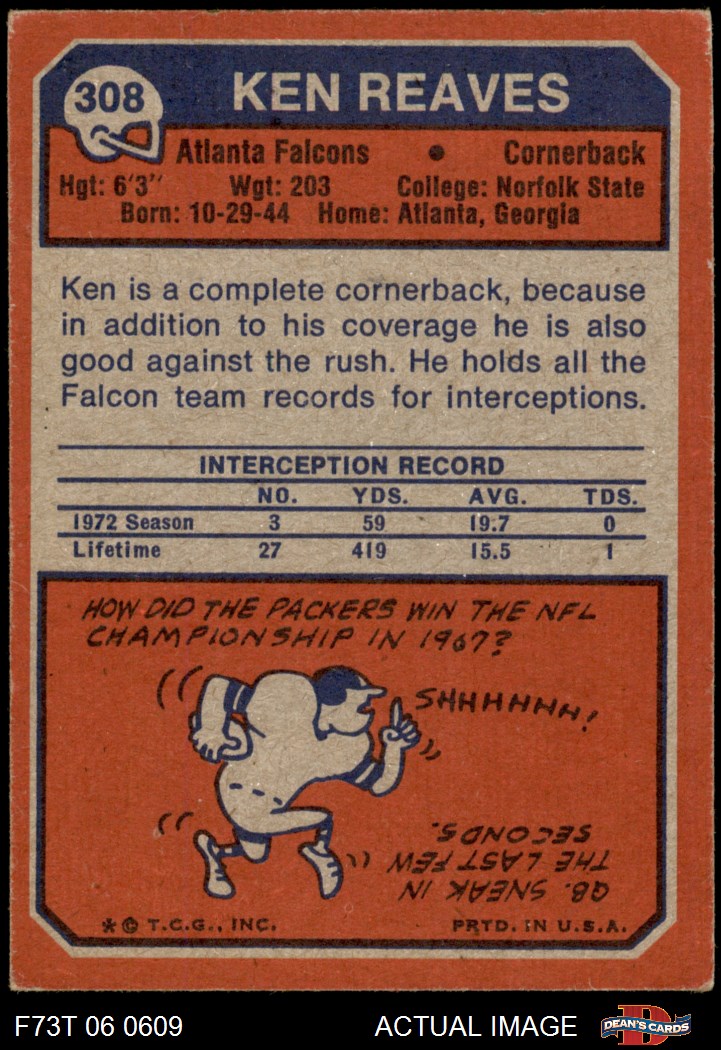 308
KEN REAVES
Atlanta Falcons • Cornerback
Hgt: 6'3" Wgt: 203 College: Norfolk State
Born: 10-29-44 Home: Atlanta, Georgia
Ken is a complete cornerback, because
in addition to his coverage he is also
good against the rush. He holds all the
Falcon team records for interceptions.
INTERCEPTION RECORD
NO. YDS. AVG. TDS.
1972 Season 3 59 19.7 0
Lifetime 27 419 15.5 1
HOW DID THE PACKERS WIN THE NFL
CHAMPIONSHIP IN 1967?
SHHHHHH!
QB. SNEAK IN
THE LAST FEW
SECONDS.
* © T.C.G., INC. PRTD. IN U.S.A.
F73T 06 0609 ACTUAL IMAGE D DEAN'S CARDS